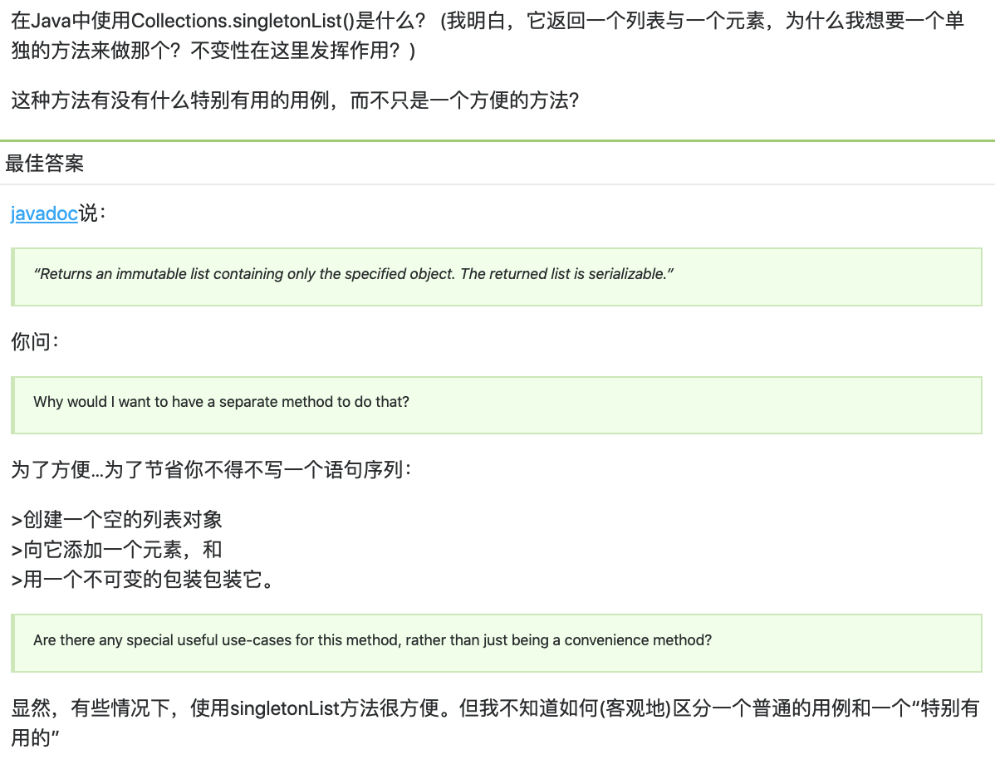 在Java中使用Collections.singletonList()是什么？ (我明白，它返回一个列表与一个元素，为什么我想要一个单
独的方法来做那个？不变性在这里发挥作用？)
这种方法有没有什么特别有用的用例，而不只是一个方便的方法?
最佳答案
javadoc说：
“Returns an immutable list containing only the specified object. The returned list is serializable.”
你问：
Why would I want to have a separate method to do that?
为了方便…为了节省你不得不写一个语句序列：
>创建一个空的列表对象
>向它添加一个元素，和
>用一个不可变的包装包装它。
Are there any special useful use-cases for this method, rather than just being a convenience method?
显然，有些情况下，使用singletonList方法很方便。但我不知道如何(客观地)区分一个普通的用例和一个“特别有
用的”